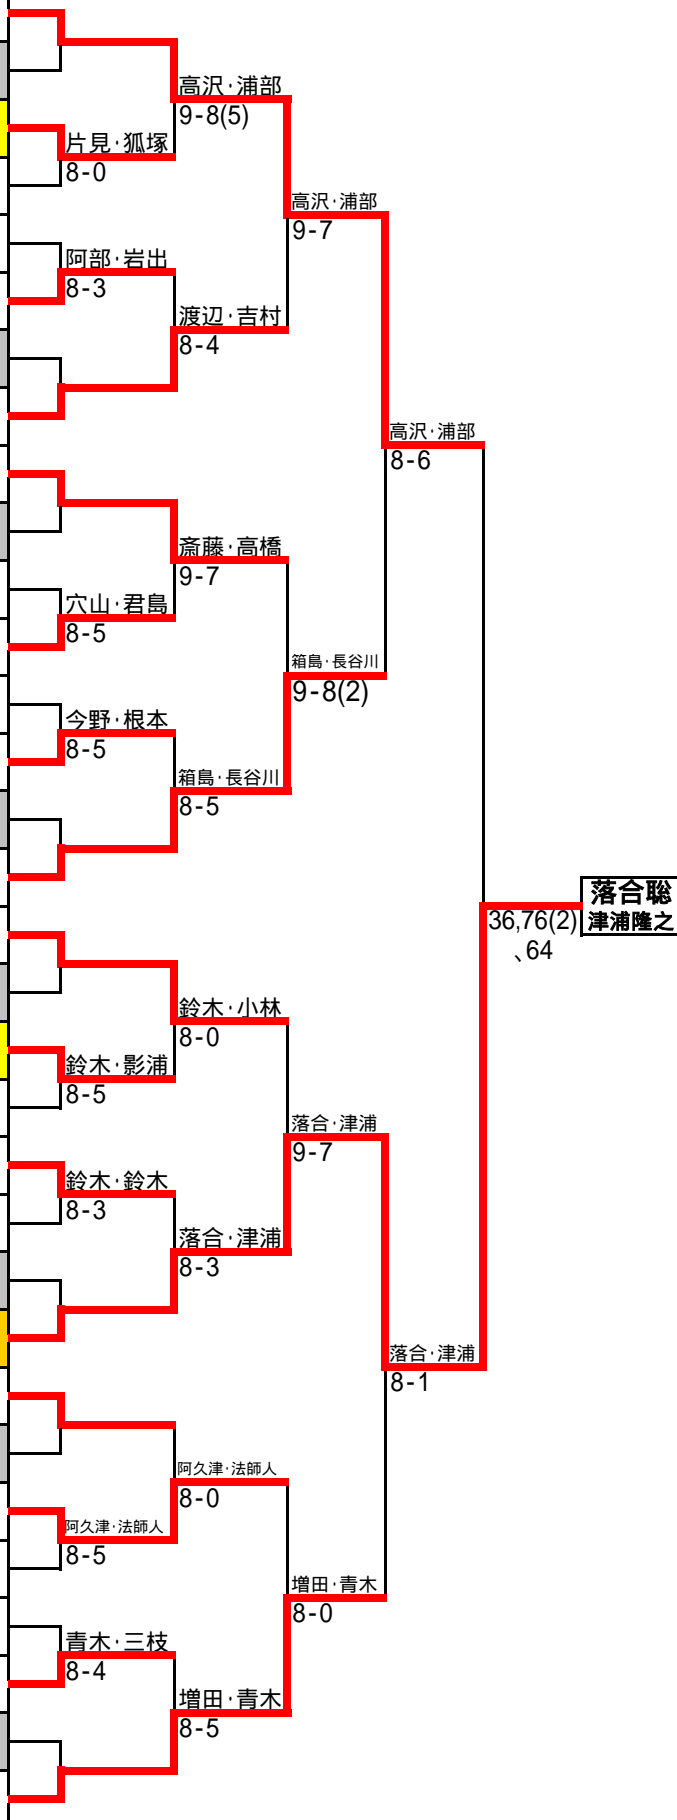 高沢・浦部
9-8(5)
片見・狐塚
8-0
高沢・浦部
9-7
阿部・岩出
8-3
渡辺・吉村
8-4
高沢・浦部
8-6
斎藤・高橋
9-7
穴山・君島
8-5
箱島・長谷川
9-8(2)
今野・根本
8-5
箱島・長谷川
8-5
落合聡
津浦隆之
36,76(2)
、64
鈴木・小林
8-0
鈴木・影浦
8-5
落合・津浦
9-7
鈴木・鈴木
8-3
落合・津浦
8-3
落合・津浦
8-1
阿久津・法師人
8-0
阿久津・法師人
8-5
増田・青木
8-0
青木・三枝
8-4
増田・青木
8-5